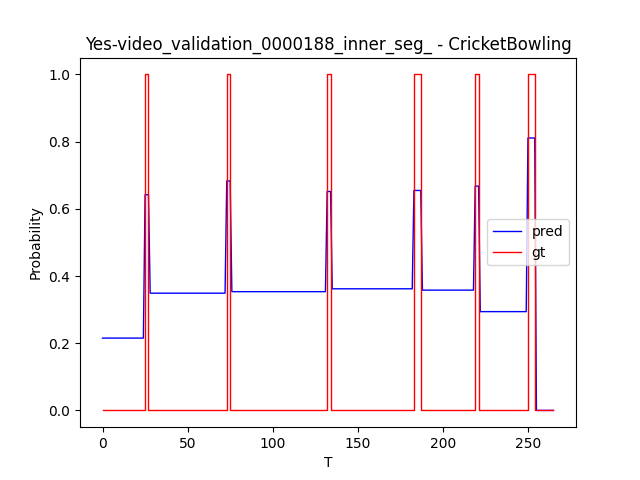 Yes-video_validation_0000188_inner_seg_ - CricketBowling
1.0
0.8
0.6
0.4
0.2
0.0
Probability
pred
gt
0 50 100 150 200 250
T